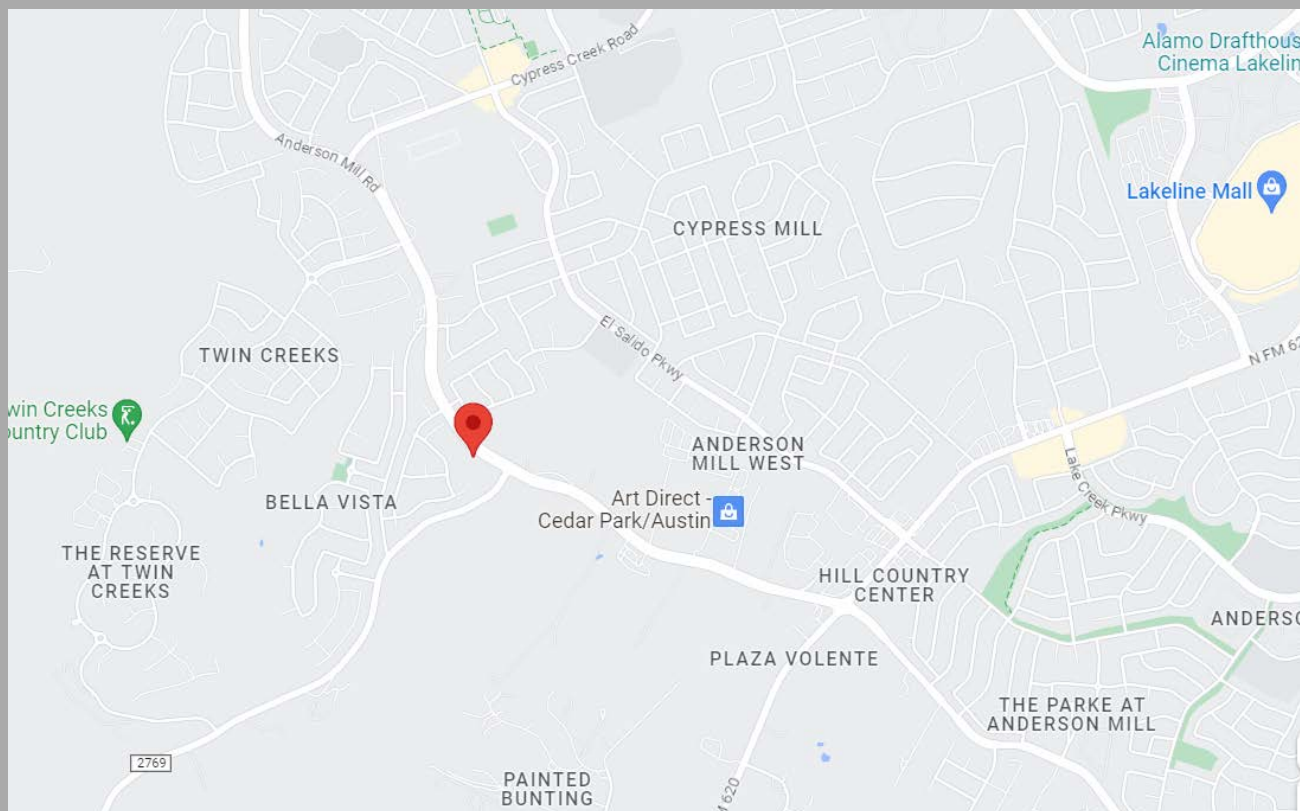 Cypress Creek Road
Alamo Drafthous
Cinema Lakelin
Anderson Mill Rd
Lakeline Mall
CYPRESS MILL
El Salido Pkwy
N FM 62
TWIN CREEKS
win Creeks
ountry Club
ANDERSON
MILL WEST
Lake Creek Pkwy
Art Direct -
Cedar Park/Austin
BELLA VISTA
THE RESERVE
AT TWIN
CREEKS
HILL COUNTRY
CENTER
ANDERSO
PLAZA VOLENTE
THE PARKE AT
ANDERSON MILL
2769
PAINTED
BUNTING
M 620